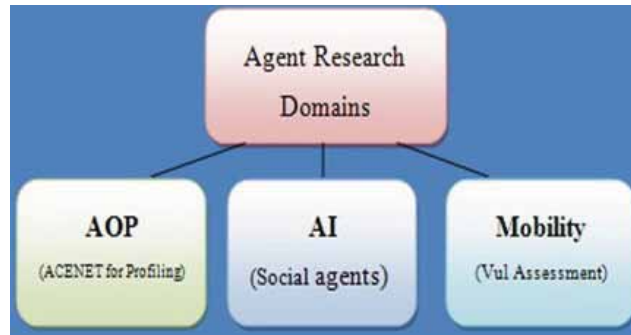 Agent Research
Domains
AOP
(ACENET for Profiling)
AI
(Social agents)
Mobility
(Vul Assessment)